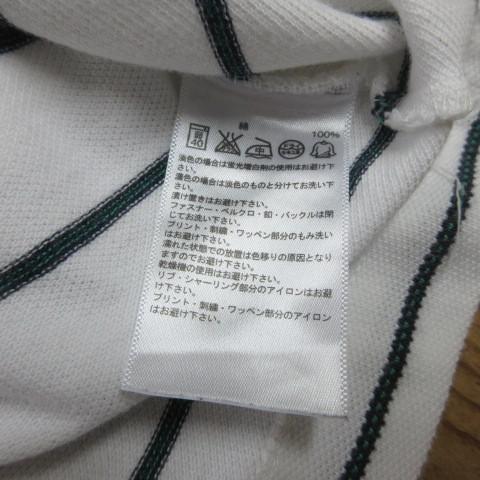 綿 100%
弱
40
中
ドライ
淡色の場合は蛍光増白剤の使用はお避け下さい。
濃色の場合は淡色のものと分けてお洗い下さい。
漬け置きはお避け下さい。
ファスナー・ベルクロ・釦・バックルは閉じてお洗い下さい。
プリント・刺繍・ワッペン部分のもみ洗いはお避け下さい。
濡れた状態での放置は色移りの原因となりますのでお避け下さい。
乾燥機の使用はお避け下さい。
リブ・シャーリング部分のアイロンはお避け下さい。
プリント・刺繍・ワッペン部分のアイロンはお避け下さい。